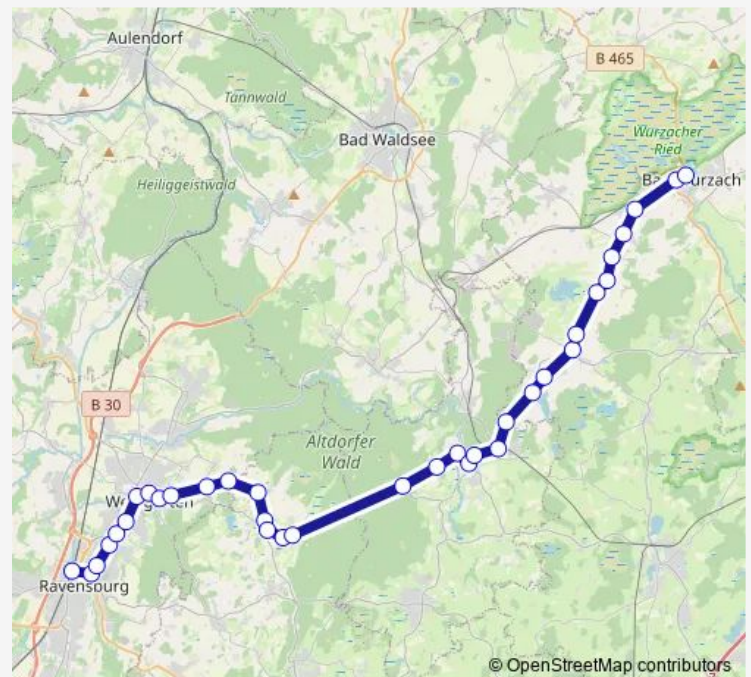 Aulendorf
B 465
Tannwald
Bad Waldsee
Wurzacher
Ried
Heiliggeistwald
B 30
Altdorfer
Wald
Ravensburg
© OpenStreetMap contributors